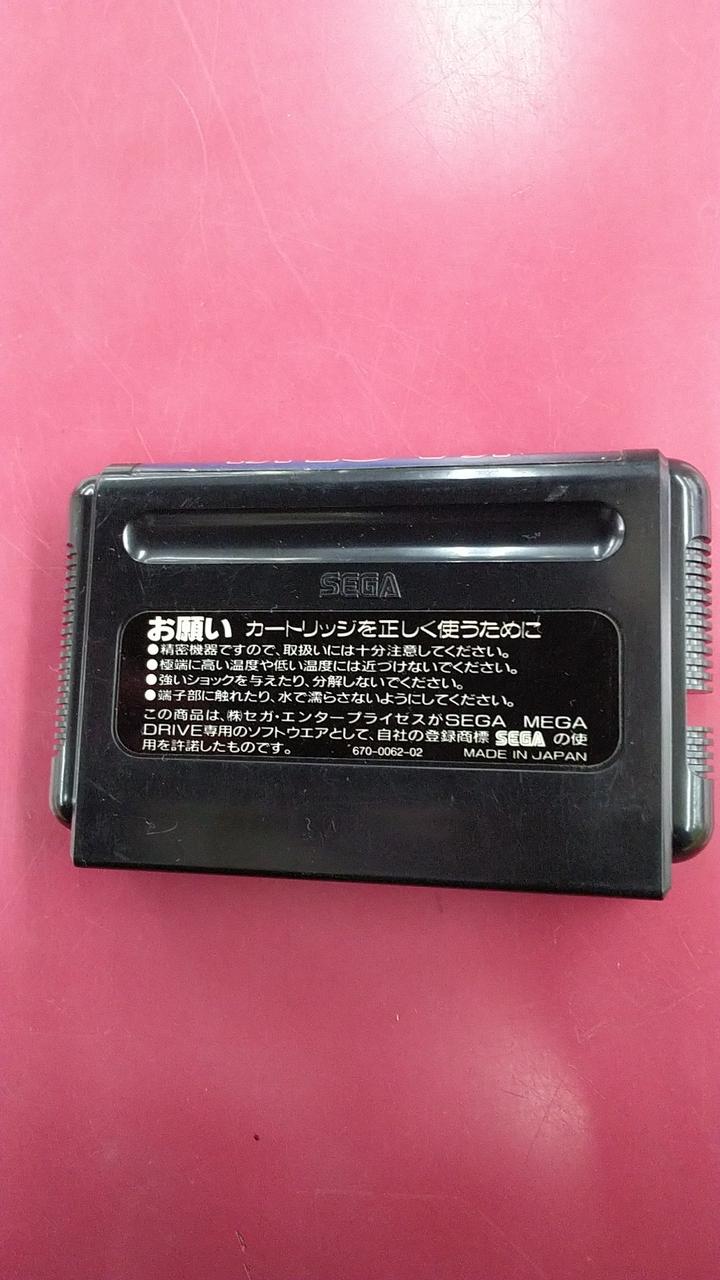 SEGA
お願い カートリッジを正しく使うために
●精密機器ですので、取扱いには十分注意してください。
●極端に高い温度や低い温度には近づけないでください。
●強いショックを与えたり、分解しないでください。
●端子部に触れたり、水で濡らさないようにしてください。
この商品は、㈱セガ・エンタープライゼスがSEGA MEGA
DRIVE専用のソフトウエアとして、自社の登録商標 SEGA の使
用を許諾したものです。 670-0062-02 MADE IN JAPAN